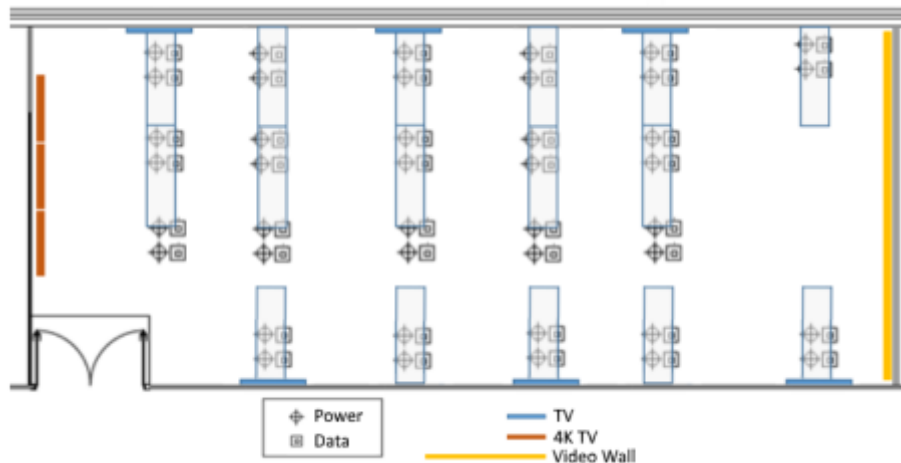 Power
Data
TV
4K TV
Video Wall